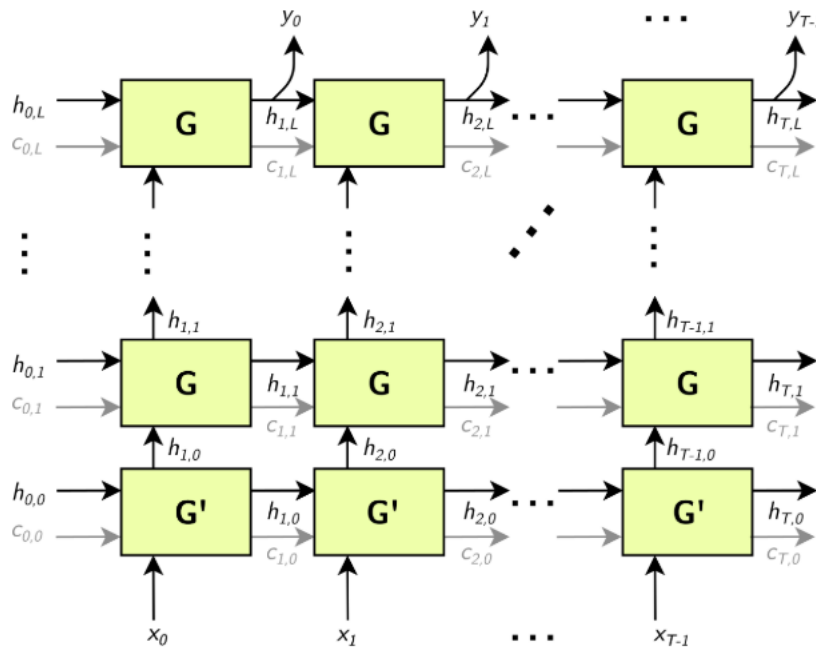 y0 y1 yT-1
h0,L G h1,L G h2,L G hT,L
c0,L c1,L c2,L cT,L
h1,1 h2,1 hT-1,1
h0,1 G h1,1 G h2,1 G hT,1
c0,1 c1,1 c2,1 cT,1
h1,0 h2,0 hT-1,0
h0,0 G' h1,0 G' h2,0 G' hT,0
c0,0 c1,0 c2,0 cT,0
x0 x1 xT-1